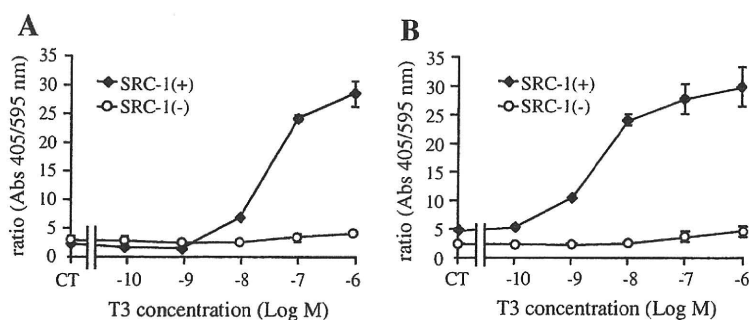 A
ratio (Abs 405/595 nm)
35
30
25
20
15
10
5
0
SRC-1(+)
SRC-1(-)
CT
-10
-9
-8
-7
-6
T3 concentration (Log M)
B
ratio (Abs 405/595 nm)
35
30
25
20
15
10
5
0
SRC-1(+)
SRC-1(-)
CT
-10
-9
-8
-7
-6
T3 concentration (Log M)